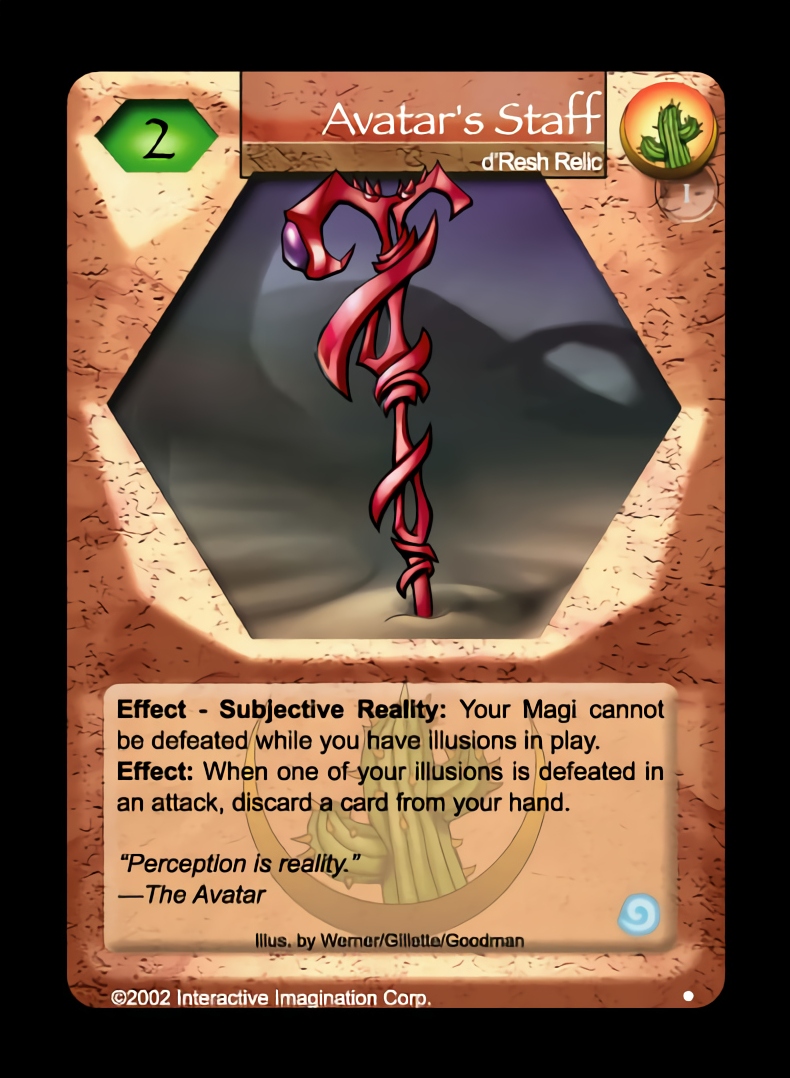 2
Avatar's Staff
d'Resh Relic
1
Effect - Subjective Reality: Your Magi cannot
be defeated while you have illusions in play.
Effect: When one of your illusions is defeated in
an attack, discard a card from your hand.
“Perception is reality.”
—The Avatar
Illus. by Werner/Gillette/Goodman
©2002 Interactive Imagination Corp.